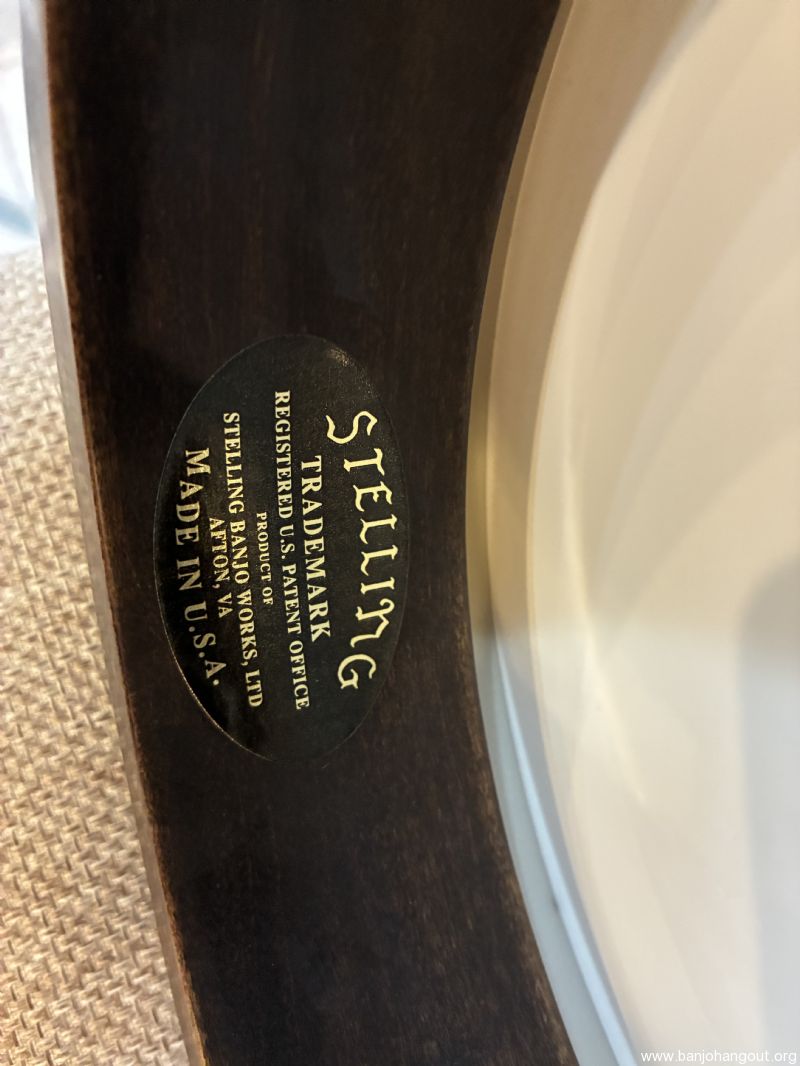 STELLING
TRADEMARK
REGISTERED U.S. PATENT OFFICE
PRODUCT OF
STELLING BANJO WORKS, LTD
AFTON, VA
MADE IN U.S.A.
www.banjohangout.org